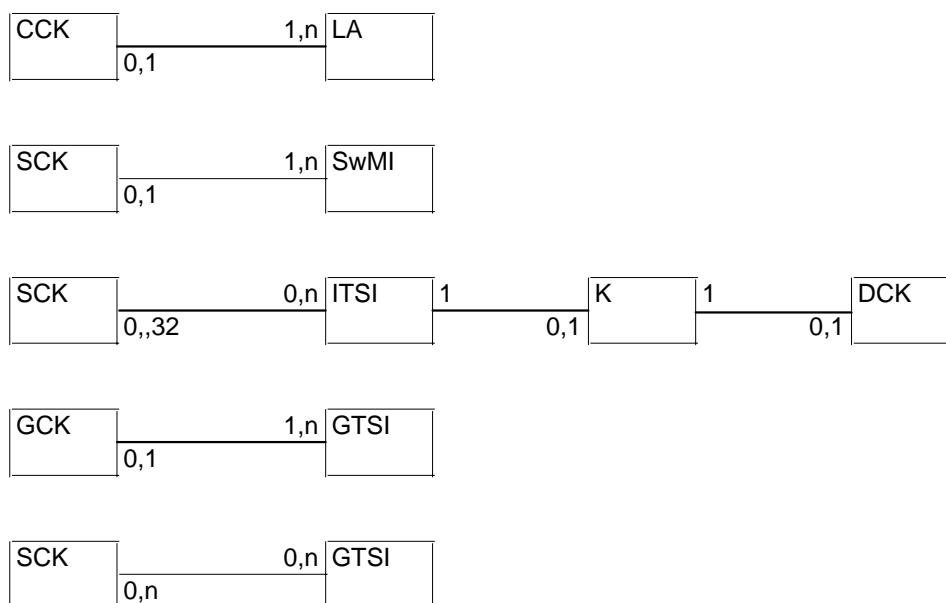 CCK 1,n LA
0,1
SCK 1,n SwMI
0,1
SCK 0,n ITSI 1 K 1 DCK
0,,32 0,1 0,1
GCK 1,n GTSI
0,1
SCK 0,n GTSI
0,n